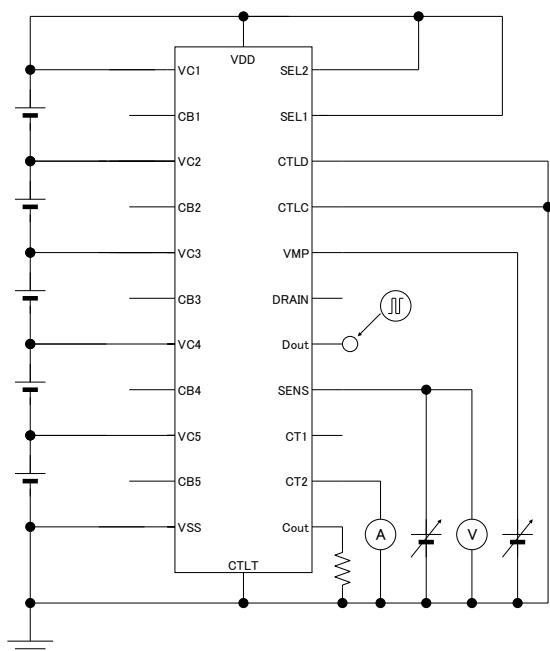 VDD
VC1 SEL2
CB1 SEL1
VC2 CTLD
CB2 CTLC
VC3 VMP
CB3 DRAIN
VC4 Dout
CB4 SENS
VC5 CT1
CB5 CT2
VSS Cout
A V
CTLT